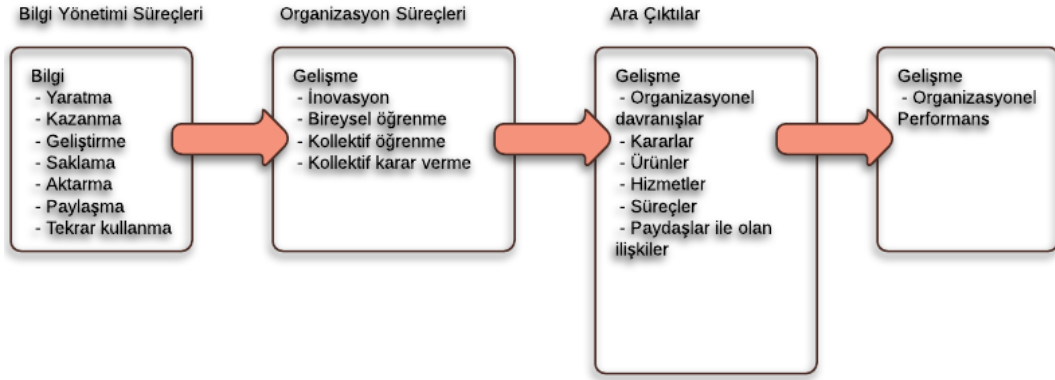 Bilgi Yönetimi Süreçleri
Organizasyon Süreçleri
Ara Çıktılar
Bilgi
- Yaratma
- Kazanma
- Geliştirme
- Saklama
- Aktarma
- Paylaşma
- Tekrar kullanma
Gelişme
- İnovasyon
- Bireysel öğrenme
- Kollektif öğrenme
- Kollektif karar verme
Gelişme
- Organizasyonel
davranışlar
- Kararlar
- Ürünler
- Hizmetler
- Süreçler
- Paydaşlar ile olan
ilişkiler
Gelişme
- Organizasyonel
Performans